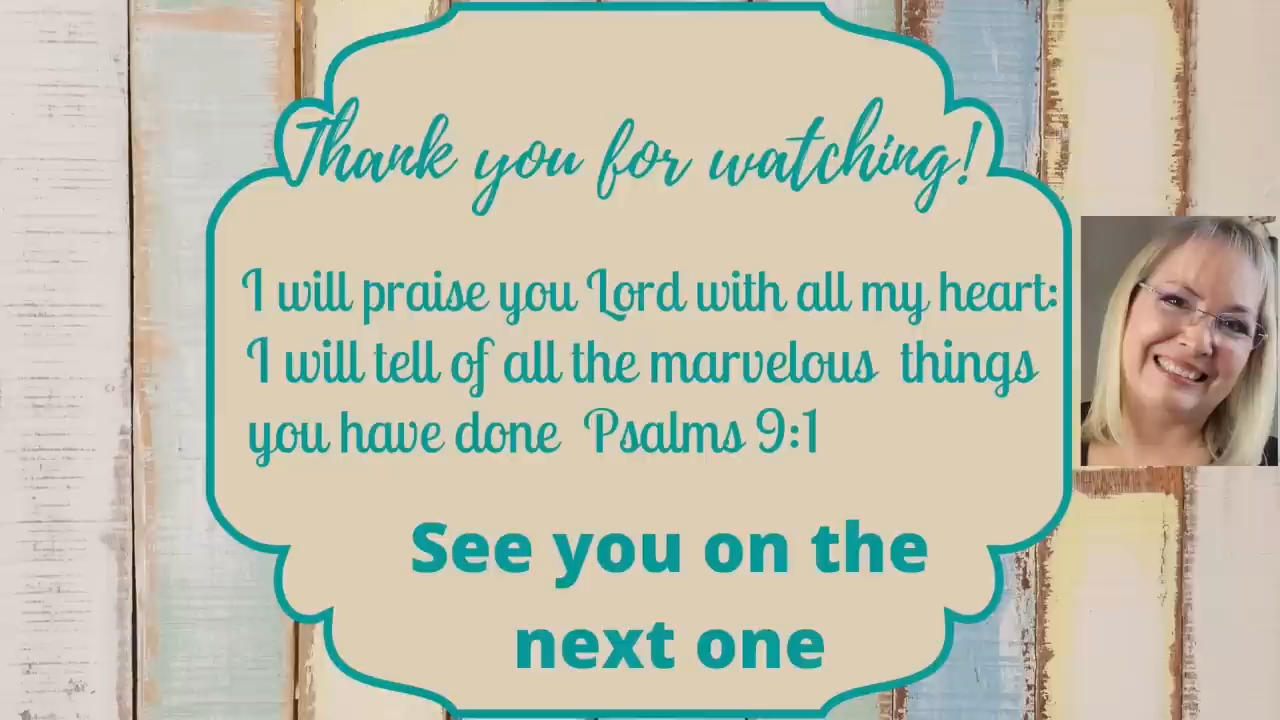 Thank you for watching!
I will praise you Lord with all my heart:
I will tell of all the marvelous things
you have done Psalms 9:1
See you on the
next one